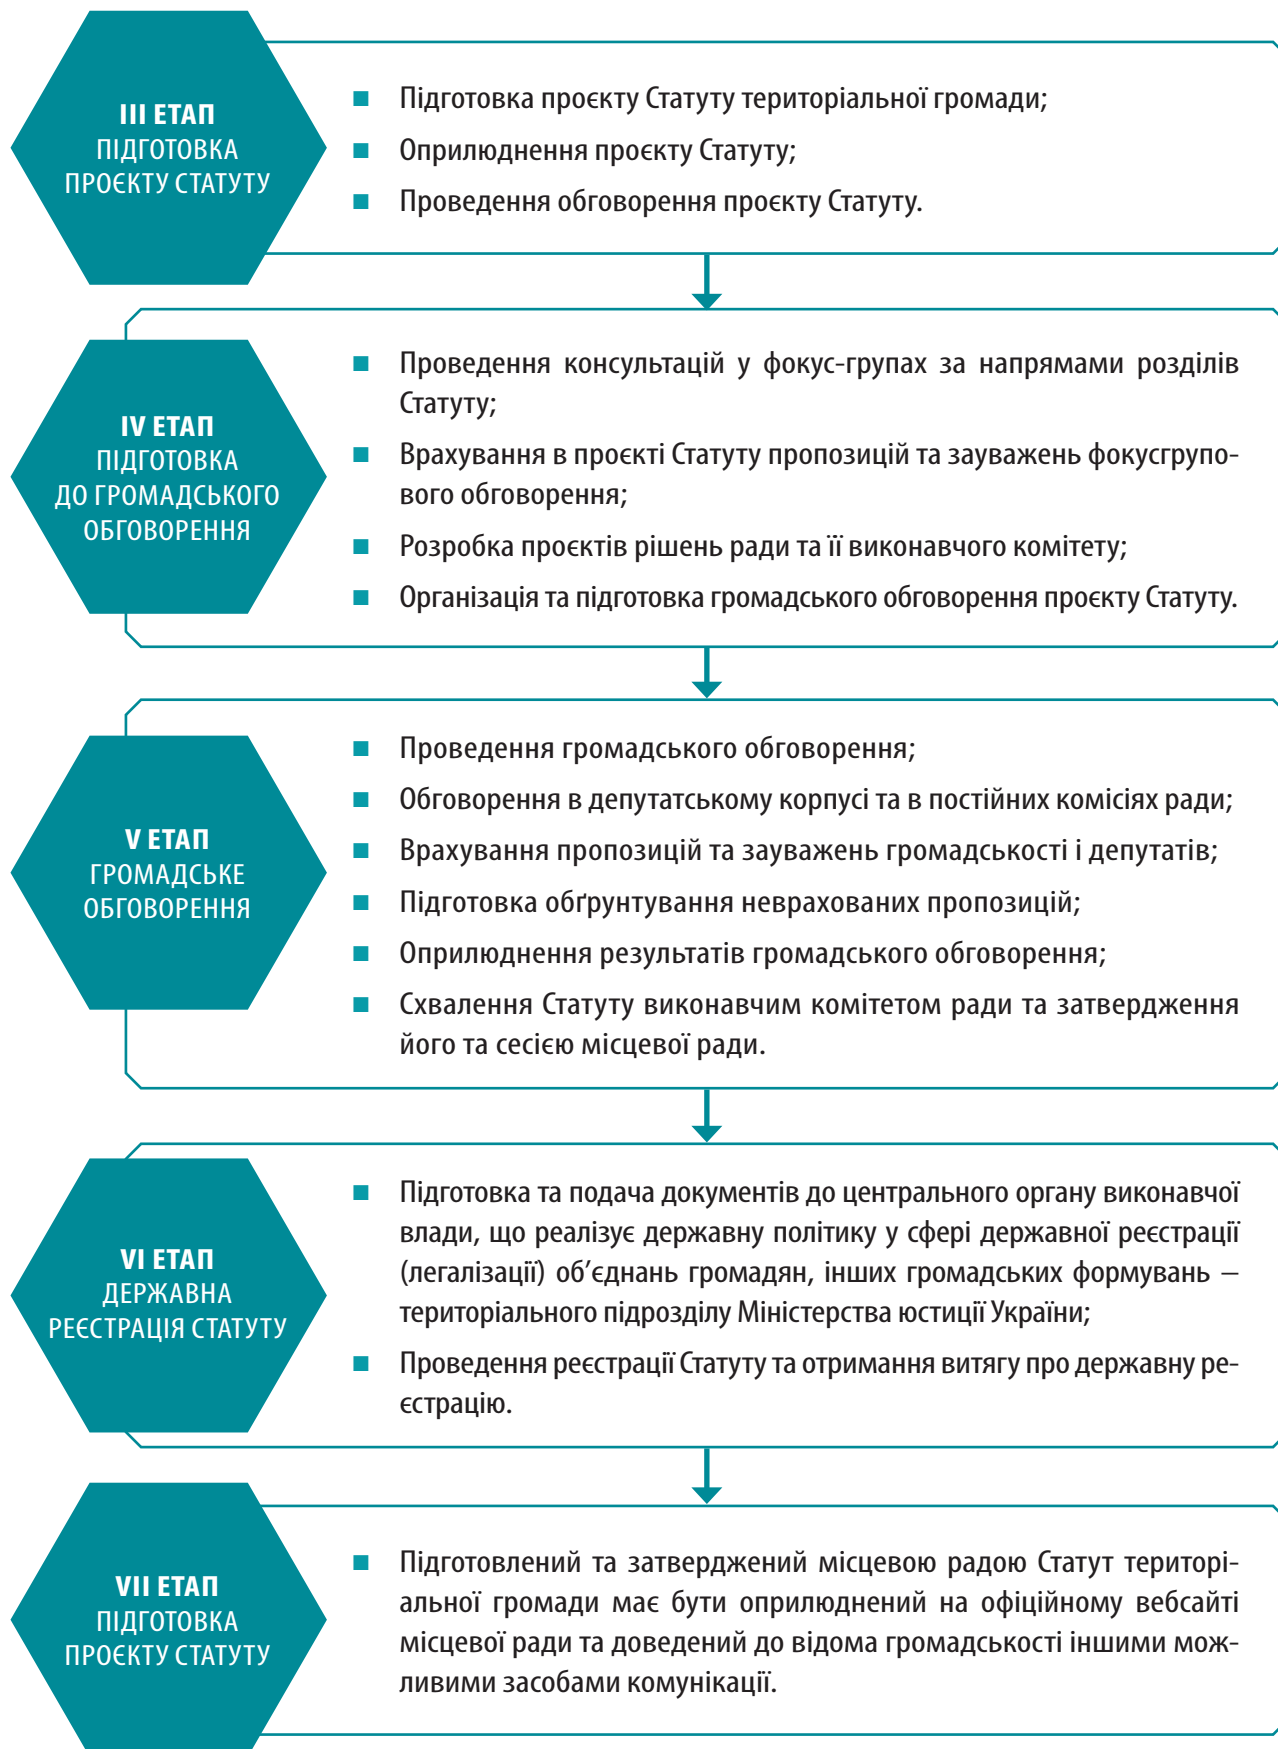 III ЕТАП
ПІДГОТОВКА
ПРОЄКТУ СТАТУТУ
Підготовка проєкту Статуту територіальної громади;
Оприлюднення проєкту Статуту;
Проведення обговорення проєкту Статуту.
IV ЕТАП
ПІДГОТОВКА
ДО ГРОМАДСЬКОГО
ОБГОВОРЕННЯ
Проведення консультацій у фокус-групах за напрямами розділів
Статуту;
Врахування в проєкті Статуту пропозицій та зауважень фокусгрупо-
вого обговорення;
Розробка проєктів рішень ради та її виконавчого комітету;
Організація та підготовка громадського обговорення проєкту Статуту.
V ЕТАП
ГРОМАДСЬКЕ
ОБГОВОРЕННЯ
Проведення громадського обговорення;
Обговорення в депутатському корпусі та в постійних комісіях ради;
Врахування пропозицій та зауважень громадськості і депутатів;
Підготовка обґрунтування неврахованих пропозицій;
Оприлюднення результатів громадського обговорення;
Схвалення Статуту виконавчим комітетом ради та затвердження
його та сесією місцевої ради.
VI ЕТАП
ДЕРЖАВНА
РЕЄСТРАЦІЯ СТАТУТУ
Підготовка та подача документів до центрального органу виконавчої
влади, що реалізує державну політику у сфері державної реєстрації
(легалізації) об’єднань громадян, інших громадських формувань –
територіального підрозділу Міністерства юстиції України;
Проведення реєстрації Статуту та отримання витягу про державну ре-
єстрацію.
VII ЕТАП
ПІДГОТОВКА
ПРОЄКТУ СТАТУТУ
Підготовлений та затверджений місцевою радою Статут територі-
альної громади має бути оприлюднений на офіційному вебсайті
місцевої ради та доведений до відома громадськості іншими мож-
ливими засобами комунікації.